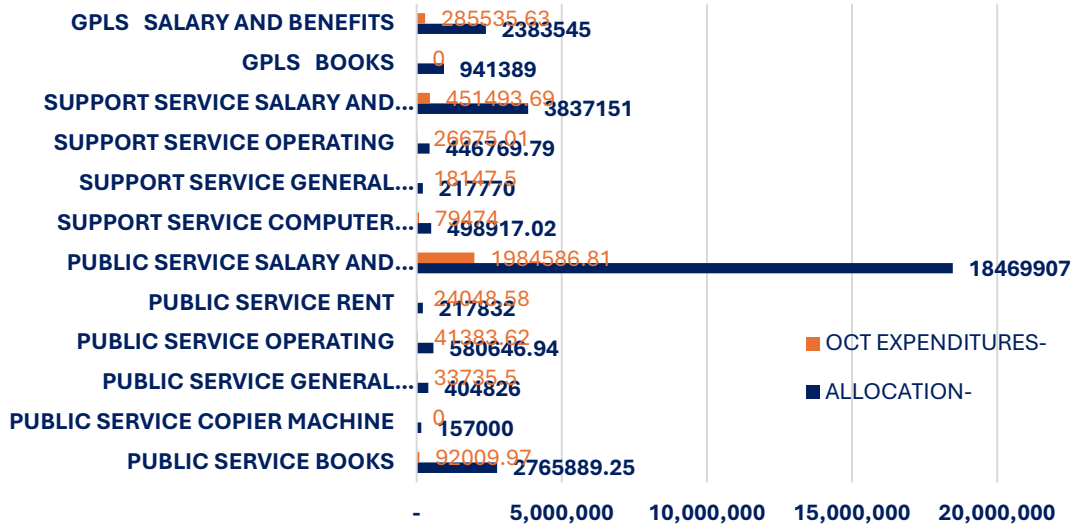 GPLS SALARY AND BENEFITS
285535.63
2383545
GPLS BOOKS
0
941389
SUPPORT SERVICE SALARY AND...
451493.69
3837151
SUPPORT SERVICE OPERATING
26675.01
446769.79
SUPPORT SERVICE GENERAL...
18147.5
217770
SUPPORT SERVICE COMPUTER...
79474
498917.02
PUBLIC SERVICE SALARY AND...
1984586.81
18469907
PUBLIC SERVICE RENT
24048.58
217832
PUBLIC SERVICE OPERATING
41383.62
580646.94
PUBLIC SERVICE GENERAL...
33735.5
404826
PUBLIC SERVICE COPIER MACHINE
0
157000
PUBLIC SERVICE BOOKS
92009.97
2765889.25
OCT EXPENDITURES-
ALLOCATION-
- 5,000,000 10,000,000 15,000,000 20,000,000